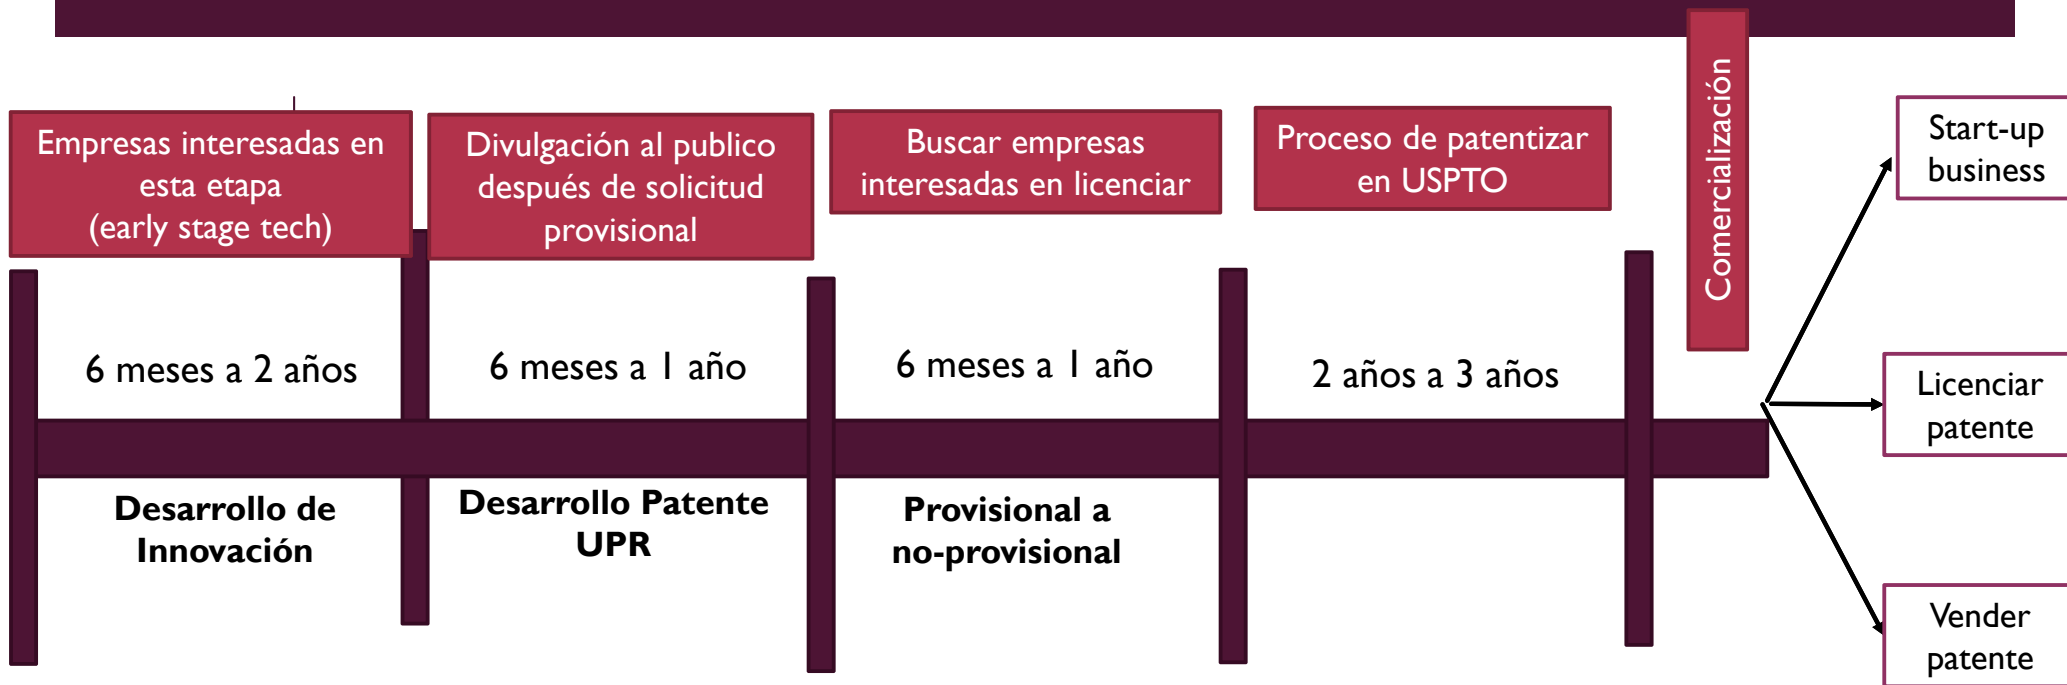 Empresas interesadas en
esta etapa
(early stage tech)
Divulgación al publico
después de solicitud
provisional
Buscar empresas
interesadas en licenciar
Proceso de patentizar
en USPTO
Comercialización
Start-up
business
6 meses a 2 años
6 meses a 1 año
6 meses a 1 año
2 años a 3 años
Licenciar
patente
Desarrollo de
Innovación
Desarrollo Patente
UPR
Provisional a
no-provisional
Vender
patente